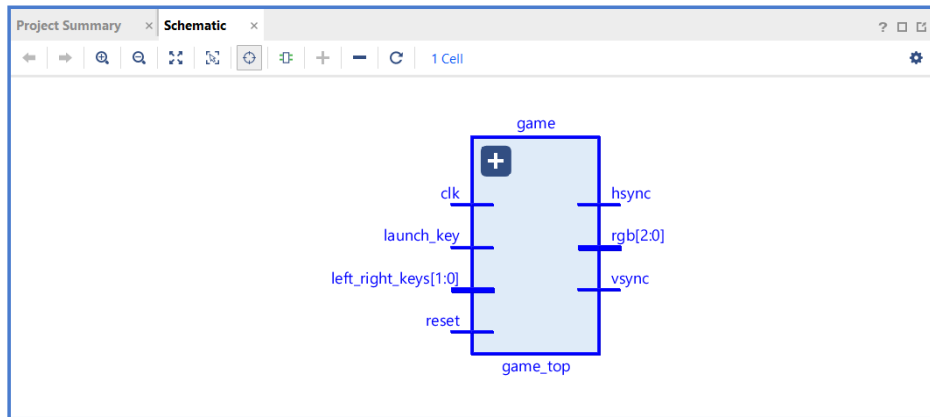 Project Summary × Schematic ×
?
1 Cell
game
clk hsync
launch_key rgb[2:0]
left_right_keys[1:0] vsync
reset
game_top